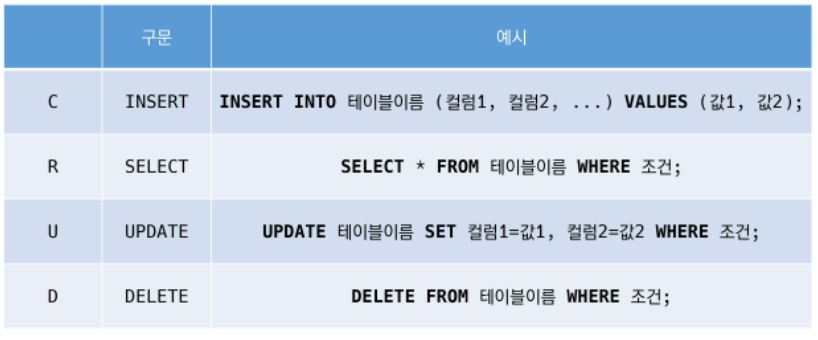 구문 예시
C INSERT INSERT INTO 테이블이름 (컬럼1, 컬럼2, ...) VALUES (값1, 값2);
R SELECT SELECT * FROM 테이블이름 WHERE 조건;
U UPDATE UPDATE 테이블이름 SET 컬럼1=값1, 컬럼2=값2 WHERE 조건;
D DELETE DELETE FROM 테이블이름 WHERE 조건;